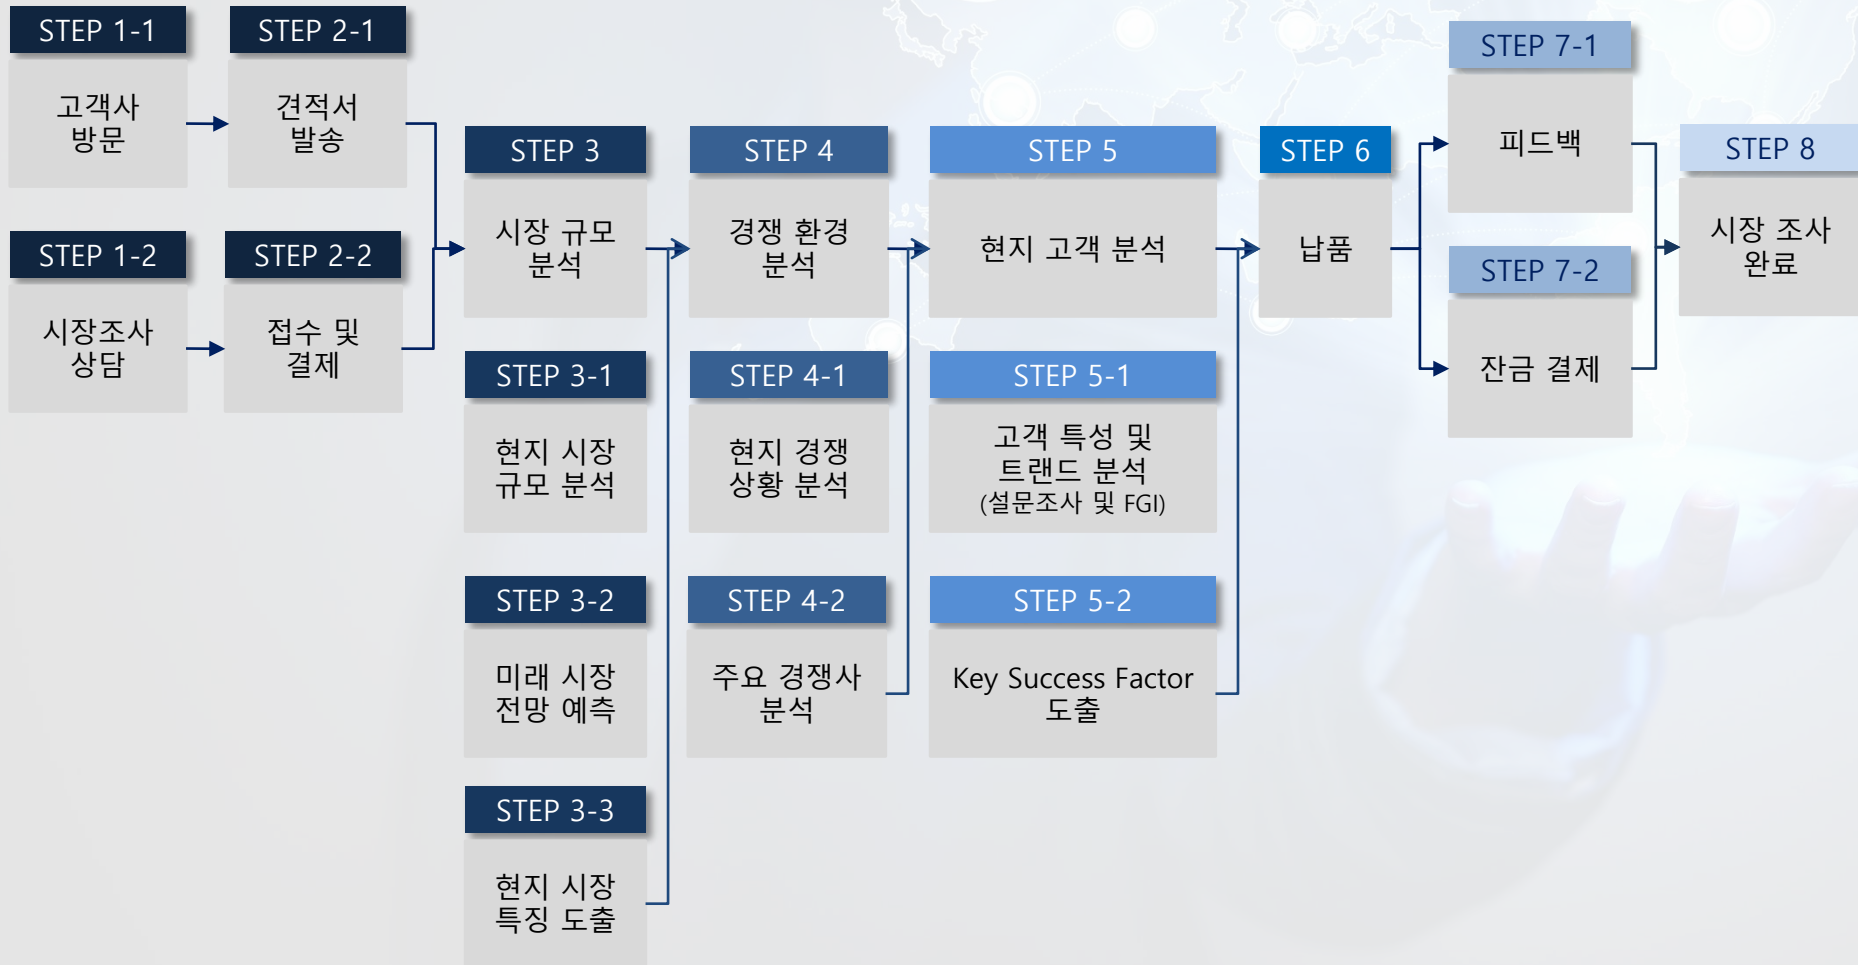 STEP 1-1
고객사
방문
STEP 2-1
견적서
발송
STEP 1-2
시장조사
상담
STEP 2-2
접수 및
결제
STEP 3
시장 규모
분석
STEP 3-1
현지 시장
규모 분석
STEP 3-2
미래 시장
전망 예측
STEP 3-3
현지 시장
특징 도출
STEP 4
경쟁 환경
분석
STEP 4-1
현지 경쟁
상황 분석
STEP 4-2
주요 경쟁사
분석
STEP 5
현지 고객 분석
STEP 5-1
고객 특성 및
트랜드 분석
(설문조사 및 FGI)
STEP 5-2
Key Success Factor
도출
STEP 6
납품
STEP 7-1
피드백
STEP 7-2
잔금 결제
STEP 8
시장 조사
완료